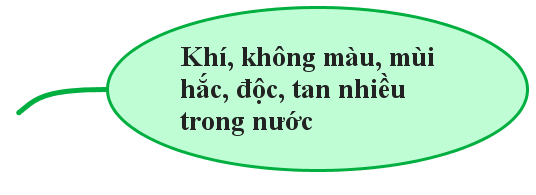 Khí, không màu, mùi
hắc, độc, tan nhiều
trong nước